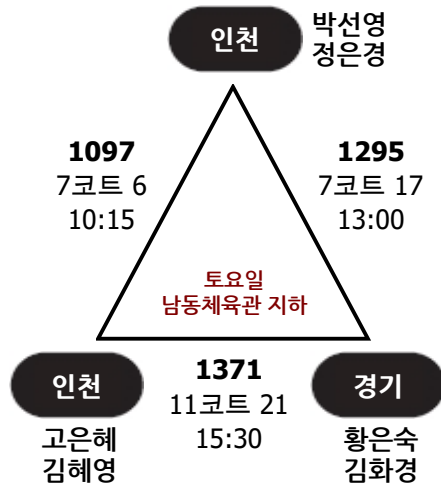 인천
박선영
정은경
1097
7코트 6
10:15
1295
7코트 17
13:00
토요일
남동체육관 지하
인천
고은혜
김혜영
1371
11코트 21
15:30
경기
황은숙
김화경